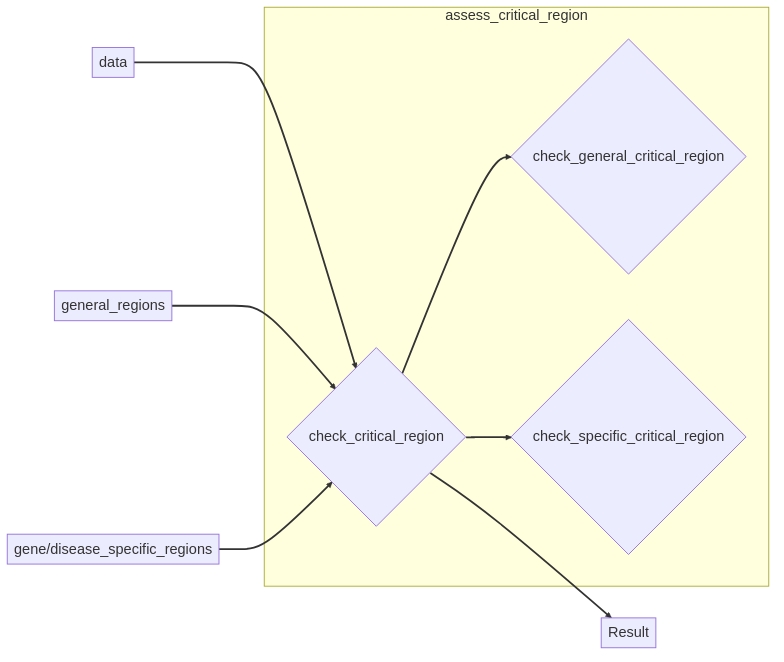 assess_critical_region
data
check_general_critical_region
general_regions
check_critical_region
check_specific_critical_region
gene/disease_specific_regions
Result